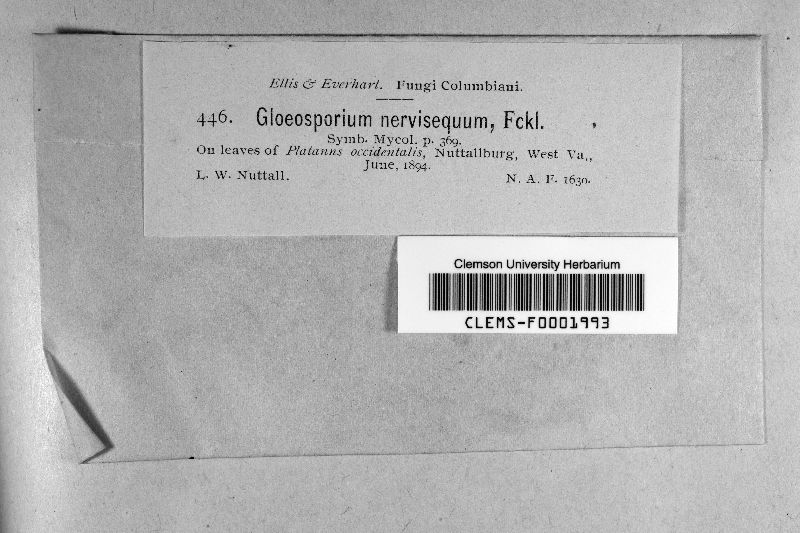 Ellis & Everhart. Fungi Columbiani.
446. Gloeosporium nervisequum, Fckl.
Symb. Mycol. p. 369.
On leaves of Platanns occidentalis, Nuttallburg, West Va.,
June, 1894.
L. W. Nuttall. N. A. F. 1630.
Clemson University Herbarium
CLEMS-F0001993